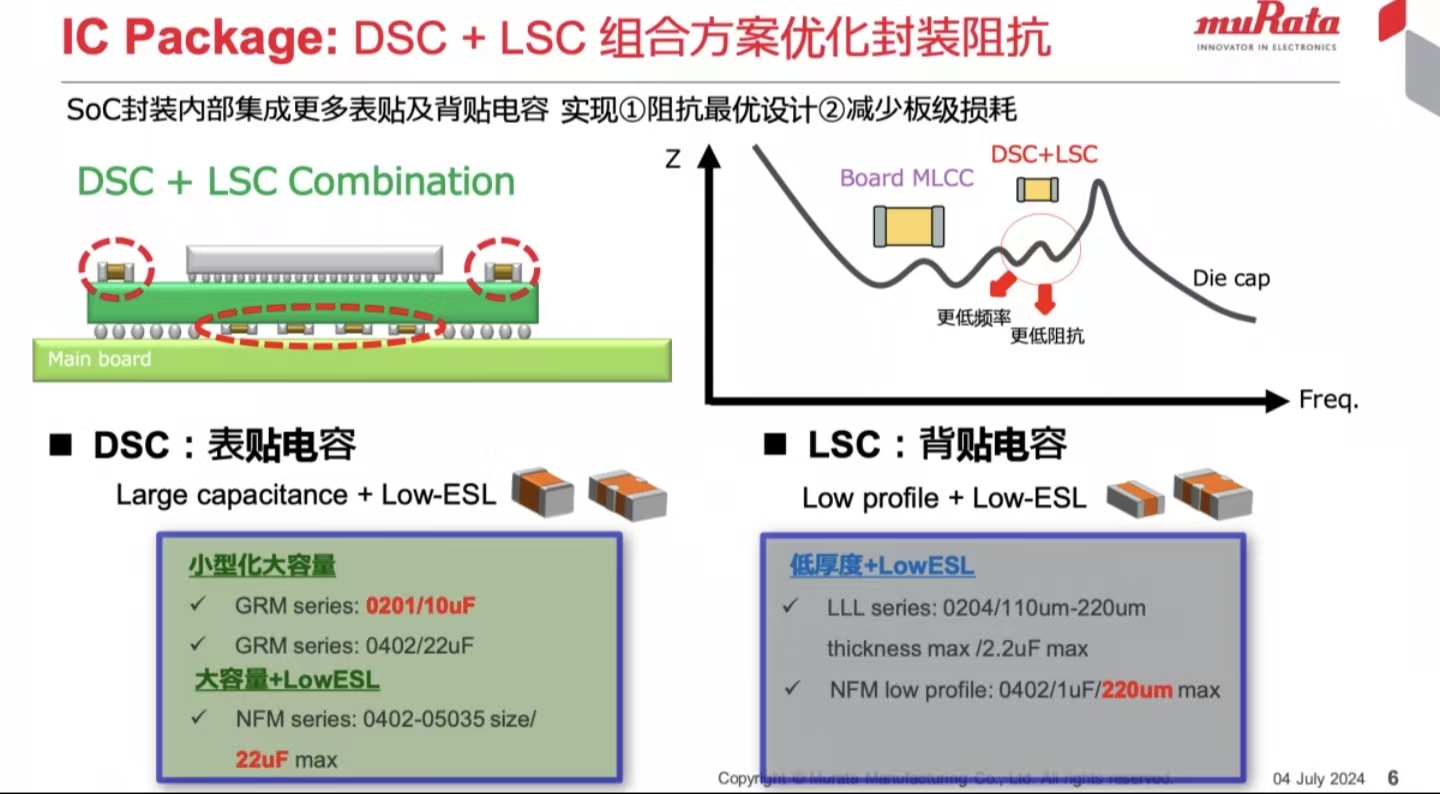 IC Package: DSC + LSC 组合方案优化封装阻抗
muRata
INNOVATOR IN ELECTRONICS
SoC封装内部集成更多表贴及背贴电容 实现①阻抗最优设计②减少板级损耗
DSC + LSC Combination
Main board
Z
Board MLCC
DSC+LSC
Die cap
更低频率
更低阻抗
Freq.
■ DSC：表贴电容
Large capacitance + Low-ESL
小型化大容量
✓ GRM series: 0201/10uF
✓ GRM series: 0402/22uF
大容量+LowESL
✓ NFM series: 0402-05035 size/
22uF max
■ LSC：背贴电容
Low profile + Low-ESL
低厚度+LowESL
✓ LLL series: 0204/110um-220um
thickness max /2.2uF max
✓ NFM low profile: 0402/1uF/220um max
Copyright © Murata Manufacturing Co., Ltd. All rights reserved.
04 July 2024
6